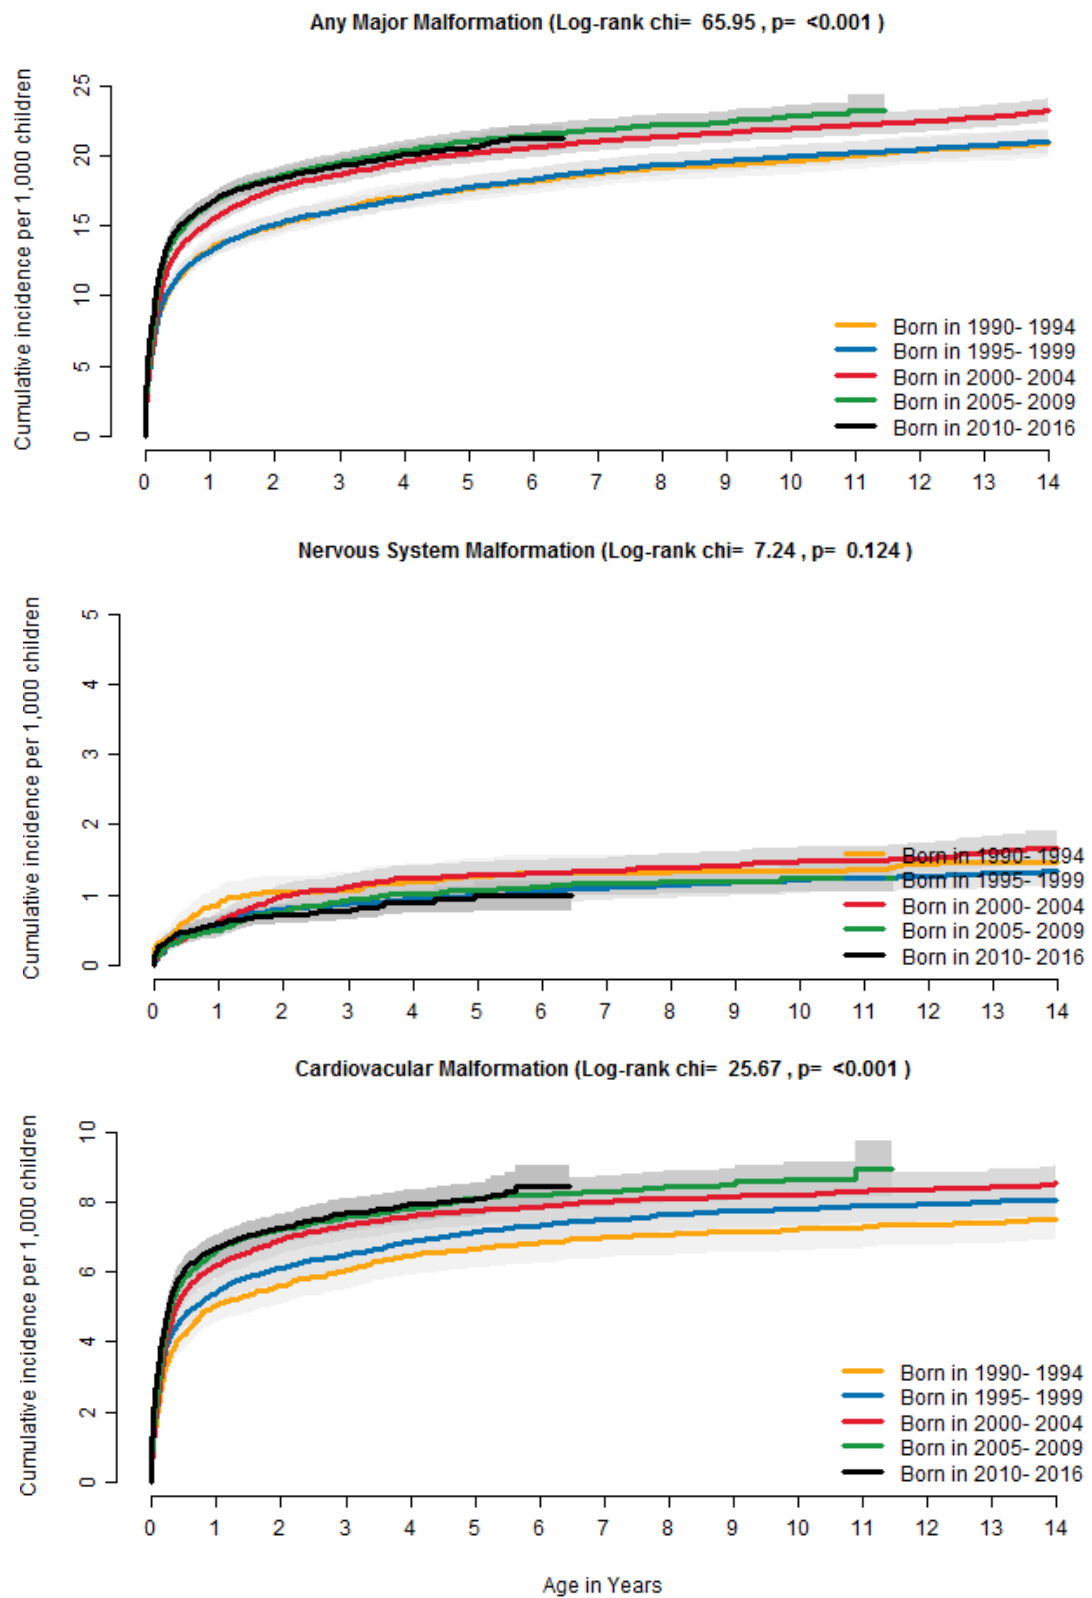 Any Major Malformation (Log-rank chi= 65.95 , p= <0.001 )
Cumulative incidence per 1,000 children
25
20
15
10
5
0
Born in 1990- 1994
Born in 1995- 1999
Born in 2000- 2004
Born in 2005- 2009
Born in 2010- 2016
0 1 2 3 4 5 6 7 8 9 10 11 12 13 14
Nervous System Malformation (Log-rank chi= 7.24 , p= 0.124 )
Cumulative incidence per 1,000 children
5
4
3
2
1
0
Born in 1990- 1994
Born in 1995- 1999
Born in 2000- 2004
Born in 2005- 2009
Born in 2010- 2016
0 1 2 3 4 5 6 7 8 9 10 11 12 13 14
Cardiovacular Malformation (Log-rank chi= 25.67 , p= <0.001 )
Cumulative incidence per 1,000 children
10
8
6
4
2
0
Born in 1990- 1994
Born in 1995- 1999
Born in 2000- 2004
Born in 2005- 2009
Born in 2010- 2016
0 1 2 3 4 5 6 7 8 9 10 11 12 13 14
Age in Years